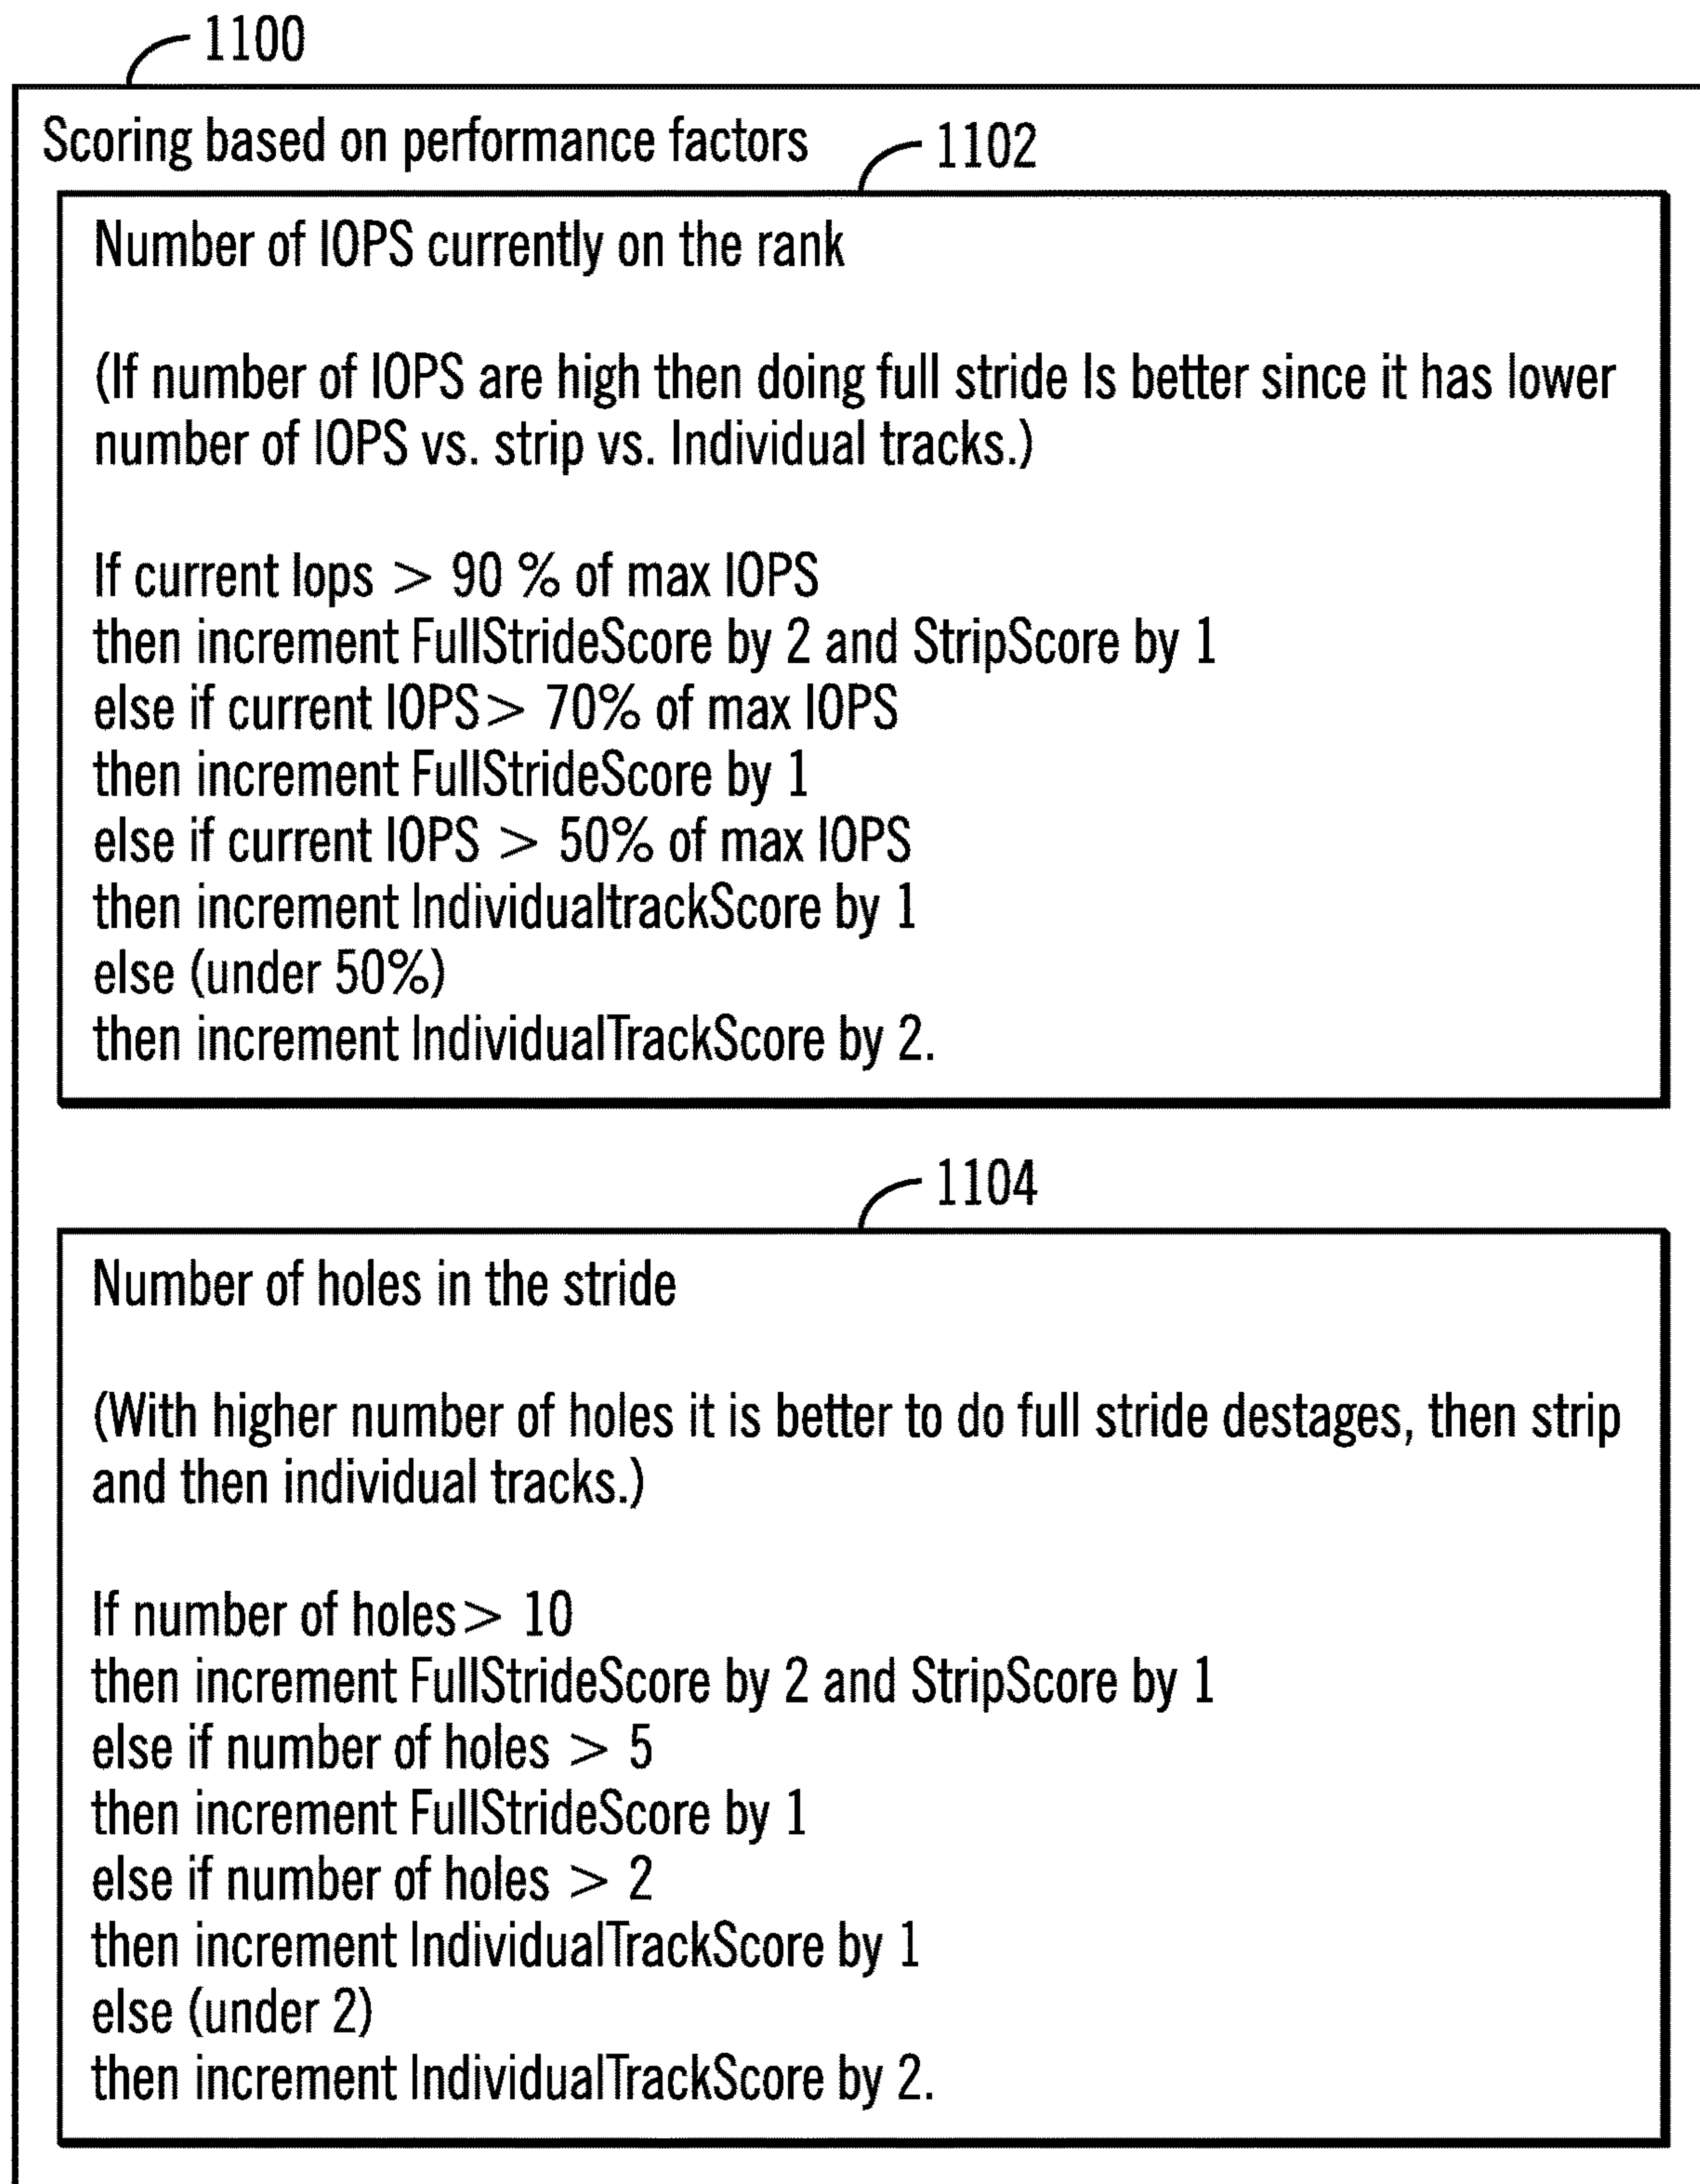 1100
Scoring based on performance factors
1102
Number of IOPS currently on the rank
(If number of IOPS are high then doing full stride Is better since it has lower
number of IOPS vs. strip vs. Individual tracks.)
If current Iops > 90 % of max IOPS
then increment FullStrideScore by 2 and StripScore by 1
else if current IOPS> 70% of max IOPS
then increment FullStrideScore by 1
else if current IOPS > 50% of max IOPS
then increment IndividualtrackScore by 1
else (under 50%)
then increment IndividualTrackScore by 2.
1104
Number of holes in the stride
(With higher number of holes it is better to do full stride destages, then strip
and then individual tracks.)
If number of holes> 10
then increment FullStrideScore by 2 and StripScore by 1
else if number of holes > 5
then increment FullStrideScore by 1
else if number of holes > 2
then increment IndividualTrackScore by 1
else (under 2)
then increment IndividualTrackScore by 2.